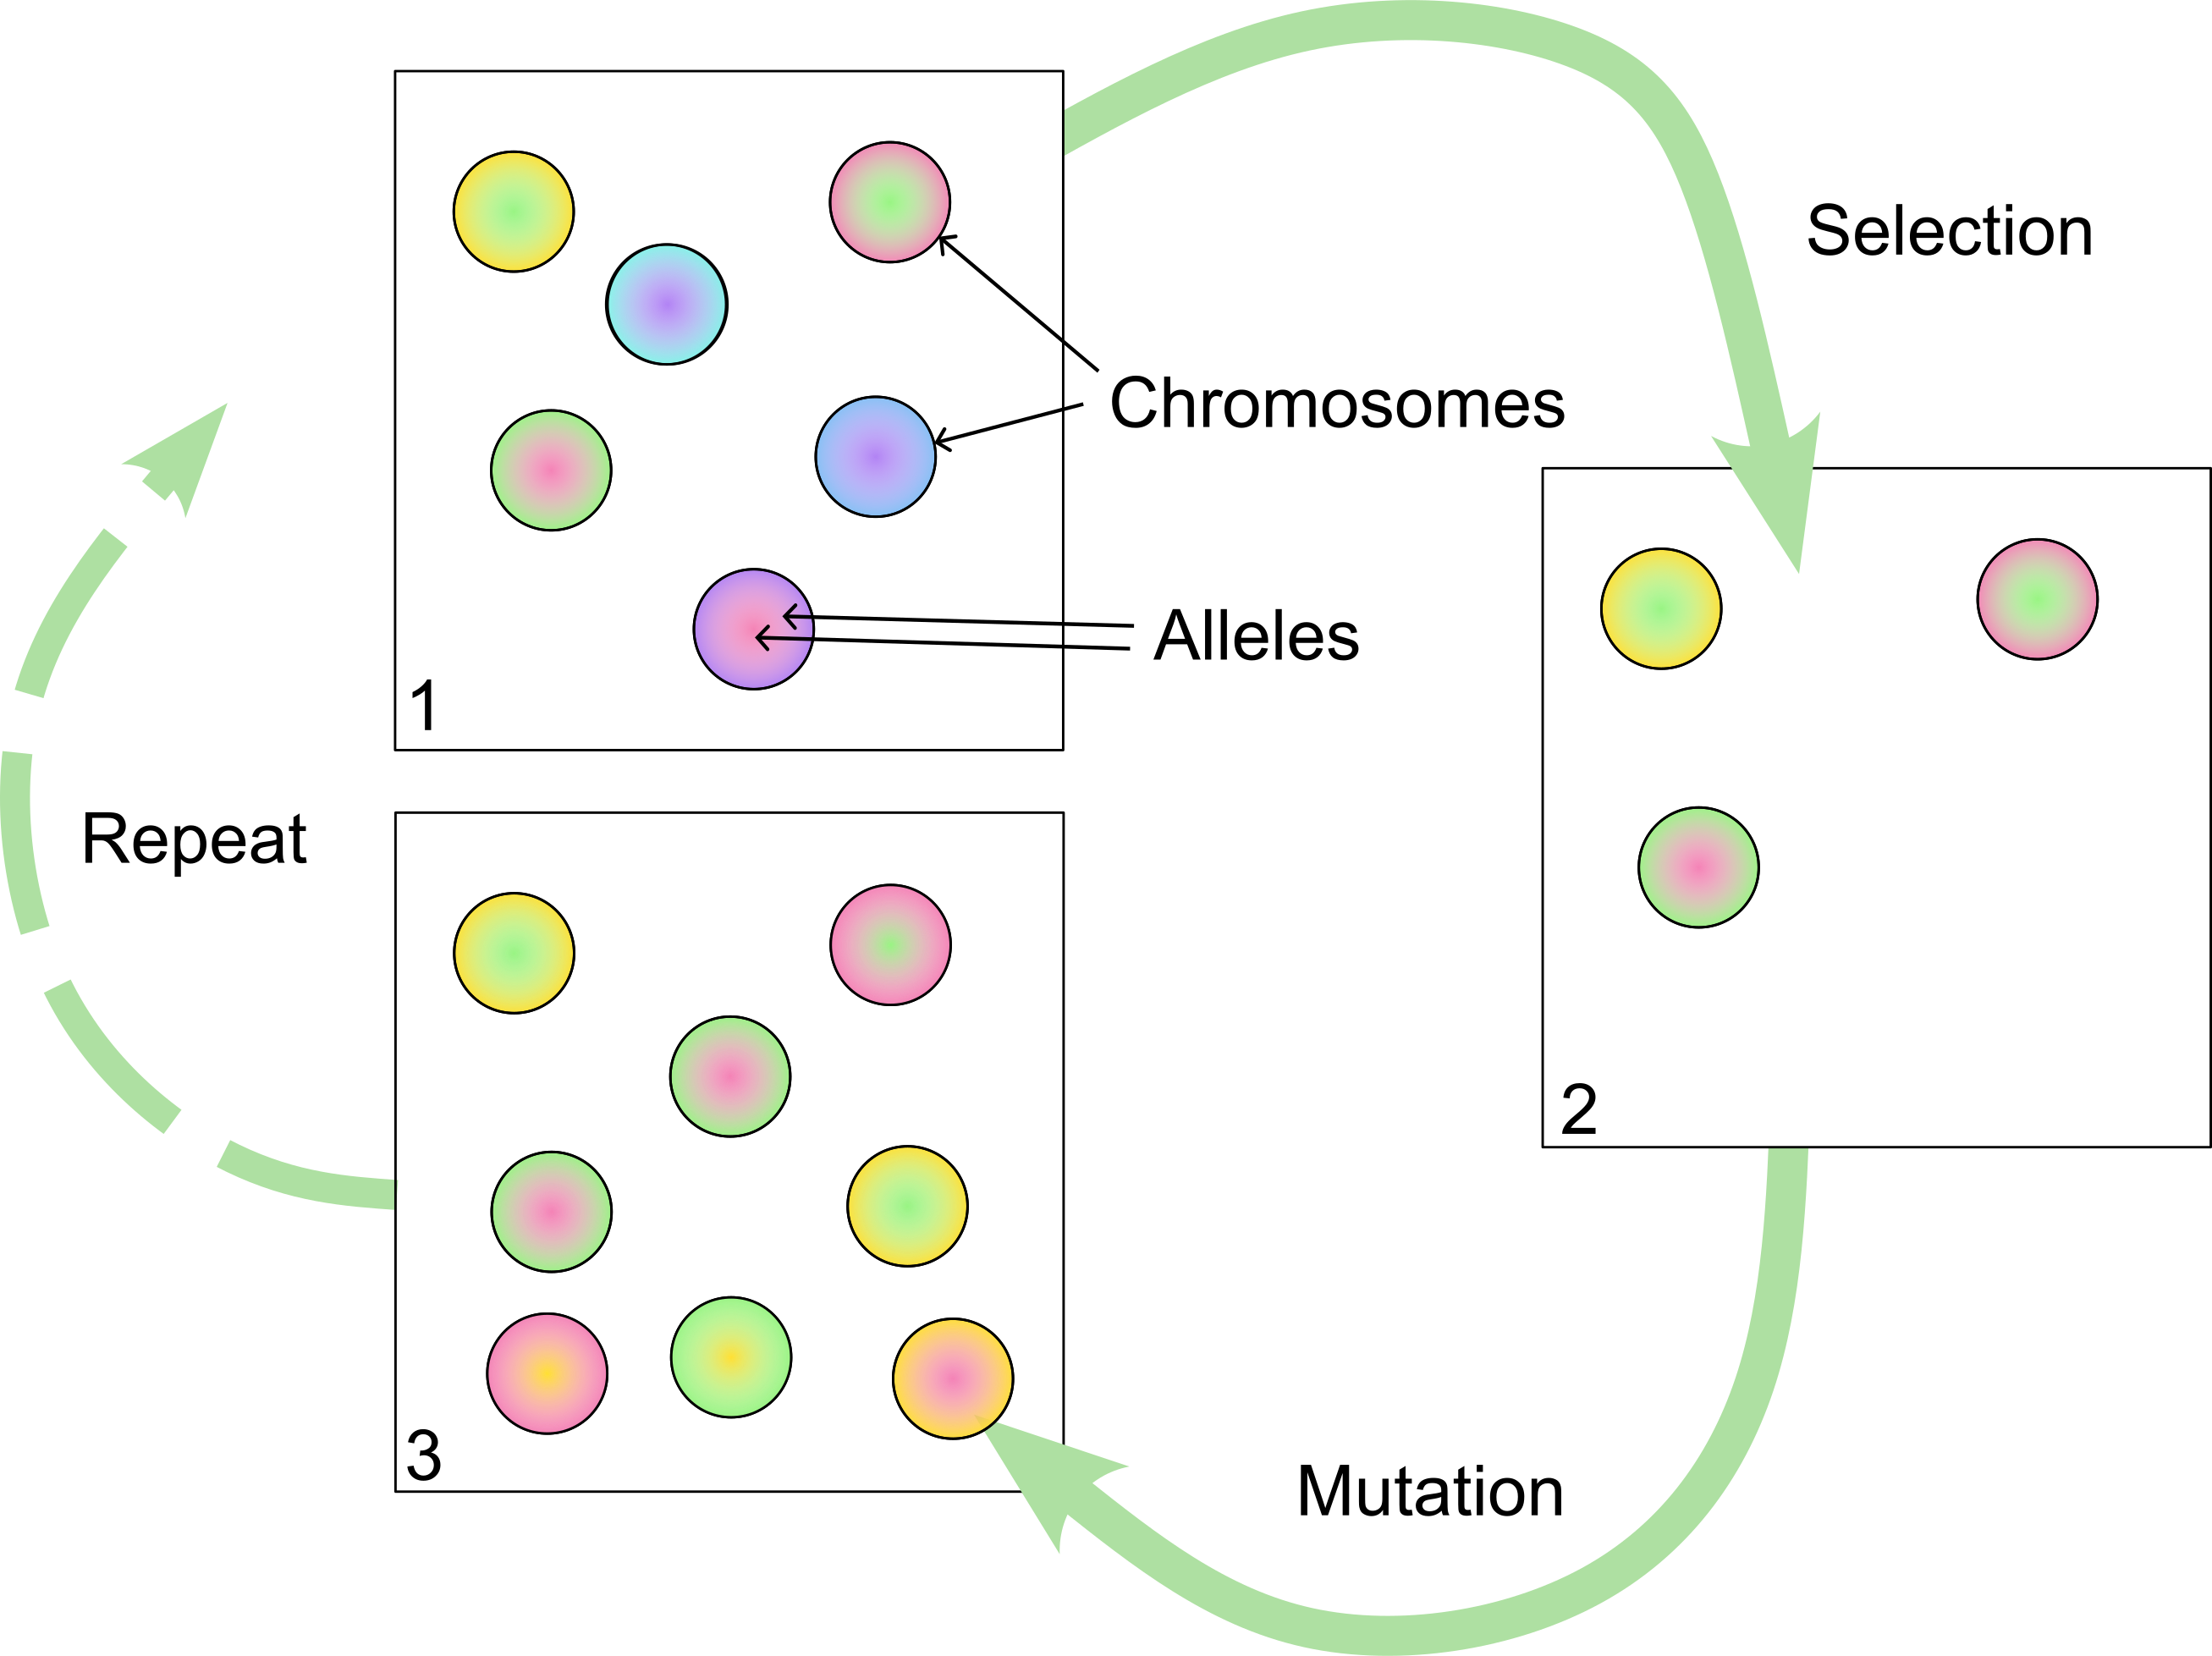 Selection
Chromosomes
Alleles
1
Repeat
2
3
Mutation